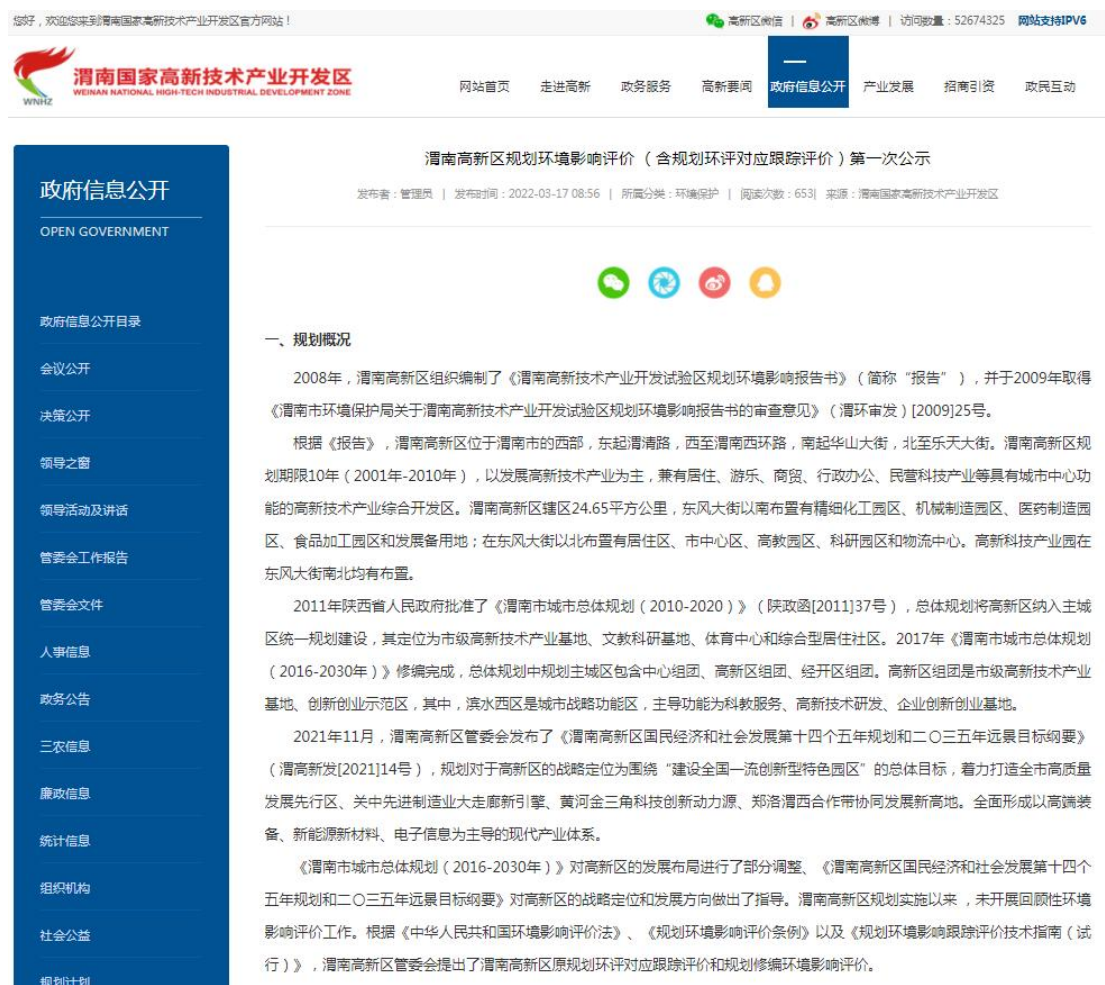 您好，欢迎您来到渭南国家高新技术产业开发区官方网站！
高新区微信 | 高新区微博 | 访问数量：52674325 网站支持IPV6
WNHZ
渭南国家高新技术产业开发区
WEINAN NATIONAL HIGH-TECH INDUSTRIAL DEVELOPMENT ZONE
网站首页 走进高新 政务服务 高新要闻 政府信息公开 产业发展 招商引资 政民互动
政府信息公开
OPEN GOVERNMENT
政府信息公开目录
会议公开
决策公开
领导之窗
领导活动及讲话
管委会工作报告
管委会文件
人事信息
政务公告
三农信息
廉政信息
统计信息
组织机构
社会公益
规划计划
渭南高新区规划环境影响评价（含规划环评对应跟踪评价）第一次公示
发布者：管理员 | 发布时间：2022-03-17 08:56 | 所属分类：环境保护 | 阅读次数：653| 来源：渭南国家高新技术产业开发区
一、规划概况
2008年，渭南高新区组织编制了《渭南高新技术产业开发试验区规划环境影响报告书》（简称“报告”），并于2009年取得
《渭南市环境保护局关于渭南高新技术产业开发试验区规划环境影响报告书的审查意见》（渭环审发）[2009]25号。
根据《报告》，渭南高新区位于渭南市的西部，东起渭清路，西至渭南西环路，南起华山大街，北至乐天大街。渭南高新区规
划期限10年（2001年-2010年），以发展高新技术产业为主，兼有居住、游乐、商贸、行政办公、民营科技产业等具有城市中心功
能的高新技术产业综合开发区。渭南高新区辖区24.65平方公里，东风大街以南布置有精细化工园区、机械制造园区、医药制造园
区、食品加工园区和发展备用地；在东风大街以北布置有居住区、市中心区、高教园区、科研园区和物流中心。高新科技产业园在
东风大街南北均有布置。
2011年陕西省人民政府批准了《渭南市城市总体规划（2010-2020）》（陕政函[2011]37号），总体规划将高新区纳入主城
区统一规划建设，其定位为市级高新技术产业基地、文教科研基地、体育中心和综合型居住社区。2017年《渭南市城市总体规划
（2016-2030年）》修编完成，总体规划中规划主城区包含中心组团、高新区组团、经开区组团。高新区组团是市级高新技术产业
基地、创新创业示范区，其中，滨水西区是城市战略功能区，主导功能为科教服务、高新技术研发、企业创新创业基地。
2021年11月，渭南高新区管委会发布了《渭南高新区国民经济和社会发展第十四个五年规划和二〇三五年远景目标纲要》
（渭高新发[2021]14号），规划对于高新区的战略定位为围绕“建设全国一流创新型特色园区”的总体目标，着力打造全市高质量
发展先行区、关中先进制造业大走廊新引擎、黄河金三角科技创新动力源、郑洛渭西合作带协同发展新高地。全面形成以高端装
备、新能源新材料、电子信息为主导的现代产业体系。
《渭南市城市总体规划（2016-2030年）》对高新区的发展布局进行了部分调整、《渭南高新区国民经济和社会发展第十四个
五年规划和二〇三五年远景目标纲要》对高新区的战略定位和发展方向做出了指导。渭南高新区规划实施以来 ，未开展回顾性环境
影响评价工作。根据《中华人民共和国环境影响评价法》、《规划环境影响评价条例》以及《规划环境影响跟踪评价技术指南（试
行）》，渭南高新区管委会提出了渭南高新区原规划环评对应跟踪评价和规划修编环境影响评价。